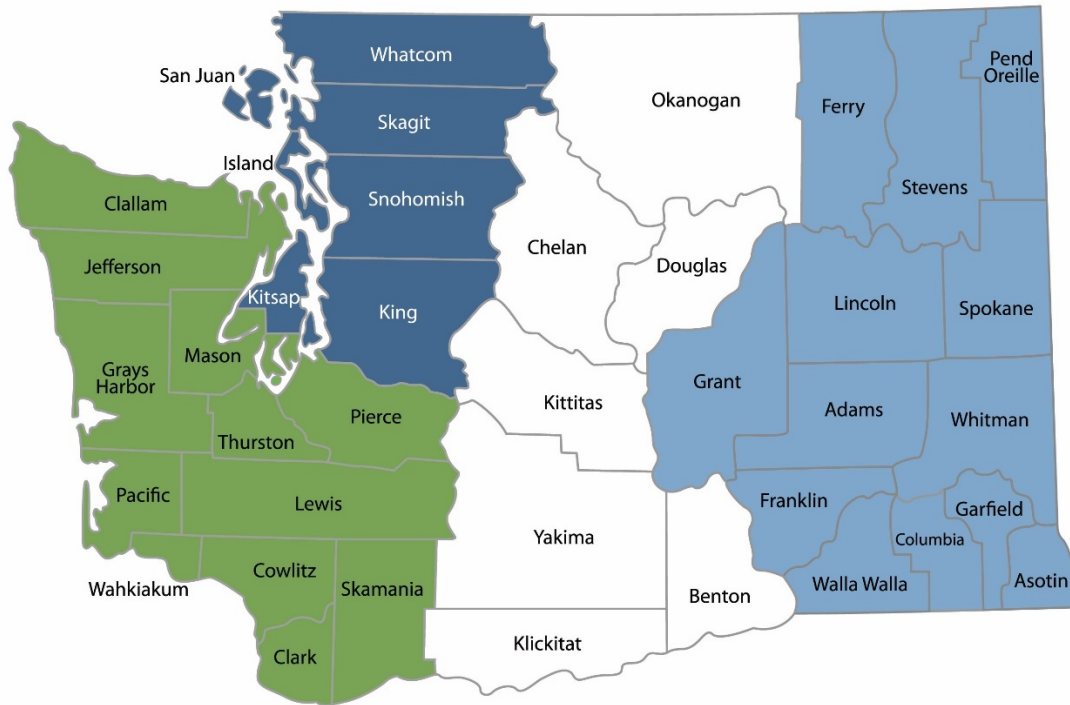 Whatcom
San Juan
Skagit
Island
Snohomish
Kitsap
King
Clallam
Jefferson
Mason
Grays
Harbor
Thurston
Pierce
Pacific
Lewis
Wahkiakum
Cowlitz
Skamania
Clark
Okanogan
Chelan
Douglas
Kittitas
Yakima
Klickitat
Benton
Ferry
Stevens
Pend
Oreille
Lincoln
Spokane
Grant
Adams
Whitman
Franklin
Walla Walla
Columbia
Garfield
Asotin